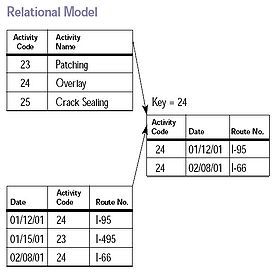 Relational Model
Activity Code Activity Name
23 Patching
24 Overlay
25 Crack Sealing
Key = 24
Activity Code Date Route No.
24 01/12/01 I-95
24 02/08/01 I-66
Date Activity Code Route No.
01/12/01 24 I-95
01/15/01 23 I-495
02/08/01 24 I-66